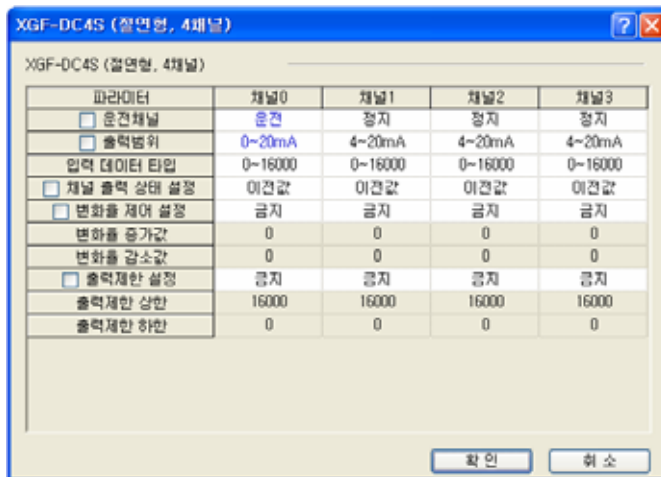 XGF-DC4S (절연형, 4채널)
XGF-DC4S (절연형, 4채널)
파라미터 채널0 채널1 채널2 채널3
운전채널 운전 정지 정지 정지
출력범위 0~20mA 4~20mA 4~20mA 4~20mA
입력 데이터 타입 0~16000 0~16000 0~16000 0~16000
채널 출력 상태 설정 이전값 이전값 이전값 이전값
변화율 제어 설정 금지 금지 금지 금지
변화율 증가값 0 0 0 0
변화율 감소값 0 0 0 0
출력제한 설정 금지 금지 금지 금지
출력제한 상한 16000 16000 16000 16000
출력제한 하한 0 0 0 0
확인 취소